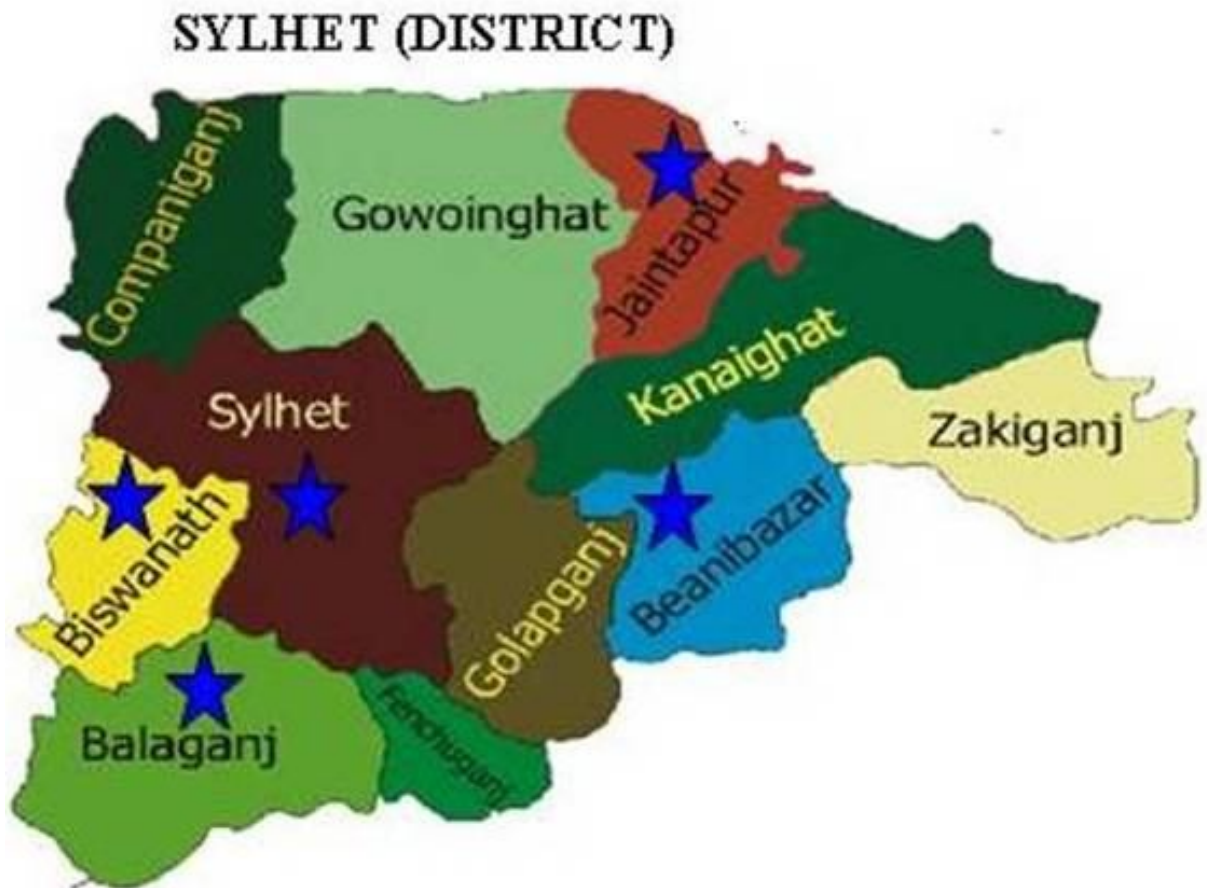 SYLHET (DISTRICT)
Companiganj
Gowoinghat
Jaintapur
Kanaighat
Sylhet
Zakiganj
Biswanath
Beanibazar
Golapganj
Balaganj
Fenchuganj